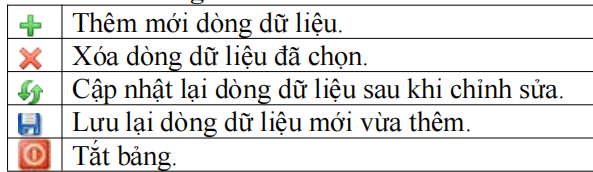 Thêm mới dòng dữ liệu.
Xóa dòng dữ liệu đã chọn.
Cập nhật lại dòng dữ liệu sau khi chỉnh sửa.
Lưu lại dòng dữ liệu mới vừa thêm.
Tắt bảng.